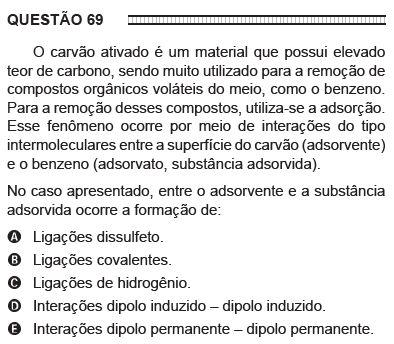 QUESTÃO 69
O carvão ativado é um material que possui elevado
teor de carbono, sendo muito utilizado para a remoção de
compostos orgânicos voláteis do meio, como o benzeno.
Para a remoção desses compostos, utiliza-se a adsorção.
Esse fenômeno ocorre por meio de interações do tipo
intermoleculares entre a superfície do carvão (adsorvente)
e o benzeno (adsorvato, substância adsorvida).
No caso apresentado, entre o adsorvente e a substância
adsorvida ocorre a formação de:
A Ligações dissulfeto.
B Ligações covalentes.
C Ligações de hidrogênio.
D Interações dipolo induzido – dipolo induzido.
E Interações dipolo permanente – dipolo permanente.